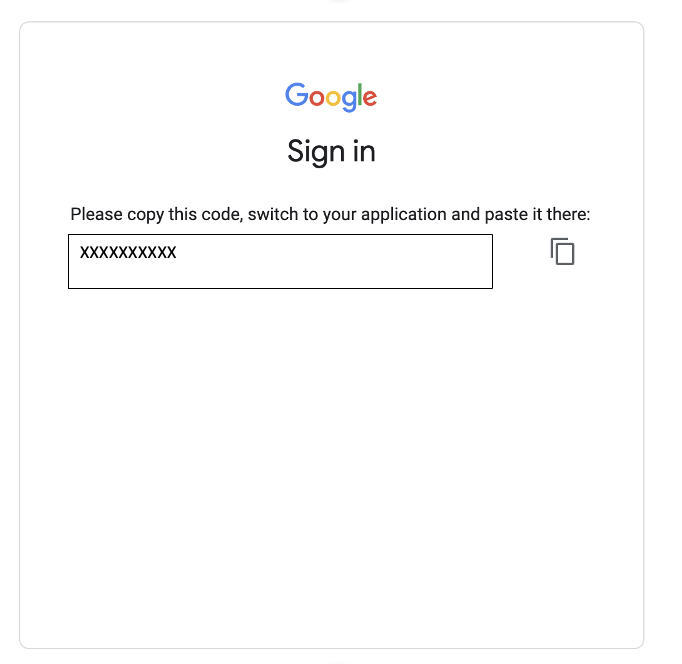 Google
Sign in
Please copy this code, switch to your application and paste it there:
XXXXXXXXXX